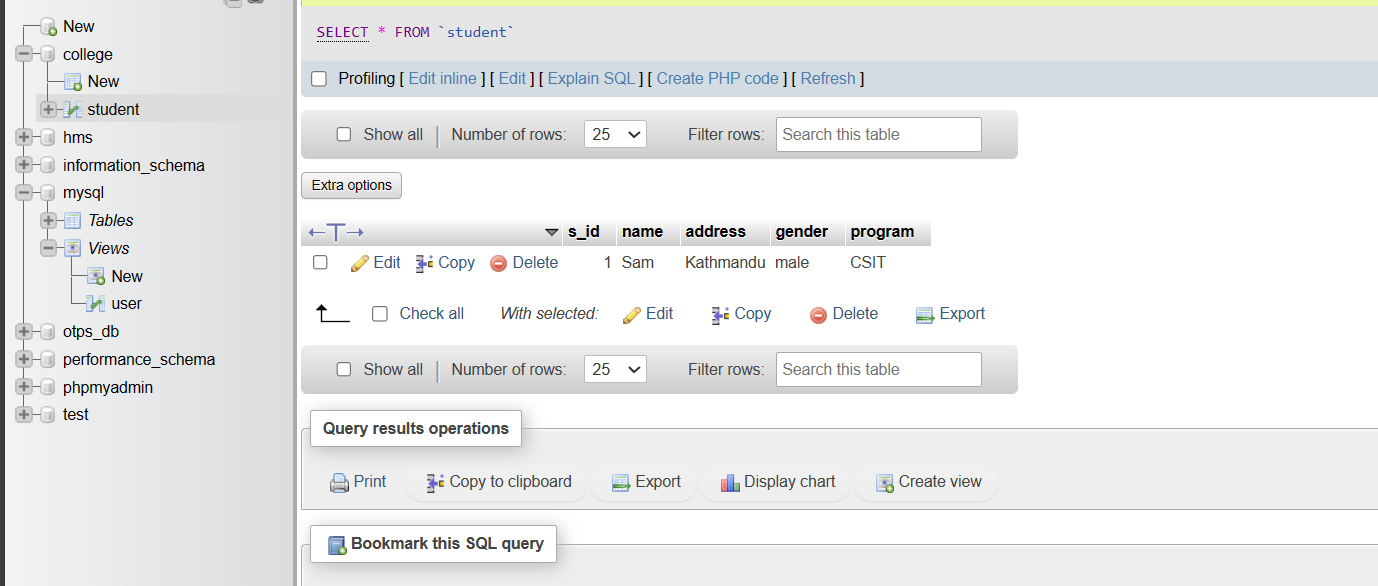 New
college
New
student
hms
information_schema
mysql
Tables
Views
New
user
otps_db
performance_schema
phpmyadmin
test
SELECT * FROM `student`
Profiling [ Edit inline ] [ Edit ] [ Explain SQL ] [ Create PHP code ] [ Refresh ]
Show all | Number of rows: 25 Filter rows: Search this table
Extra options
←T→ s_id name address gender program
Edit Copy Delete 1 Sam Kathmandu male CSIT
Check all With selected: Edit Copy Delete Export
Show all | Number of rows: 25 Filter rows: Search this table
Query results operations
Print Copy to clipboard Export Display chart Create view
Bookmark this SQL query